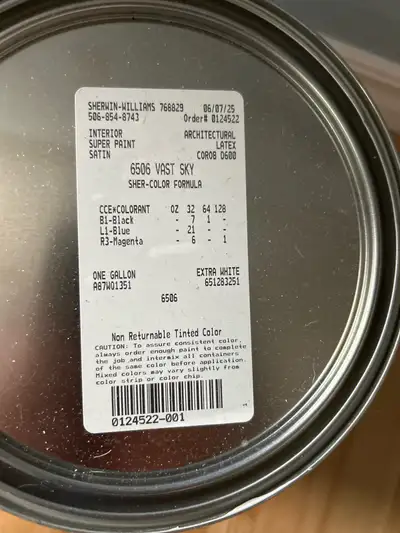 SHERWIN-WILLIAMS 768829 06/07/25
506-854-8743 Order# 0124522
INTERIOR ARCHITECTURAL
SUPER PAINT LATEX
SATIN COROB D600
6506 VAST SKY
SHER-COLOR FORMULA
CCE*COLORANT OZ 32 64 128
B1-Black - 7 1 -
L1-Blue - 21 - -
R3-Magenta - 6 - 1
ONE GALLON EXTRA WHITE
A87W01351 651283251
6506
Non Returnable Tinted Color
CAUTION: To assure consistent color,
always order enough paint to complete
the job and intermix all containers
of the same color before application.
Mixed colors may vary slightly from
color strip or color chip.
0124522-001